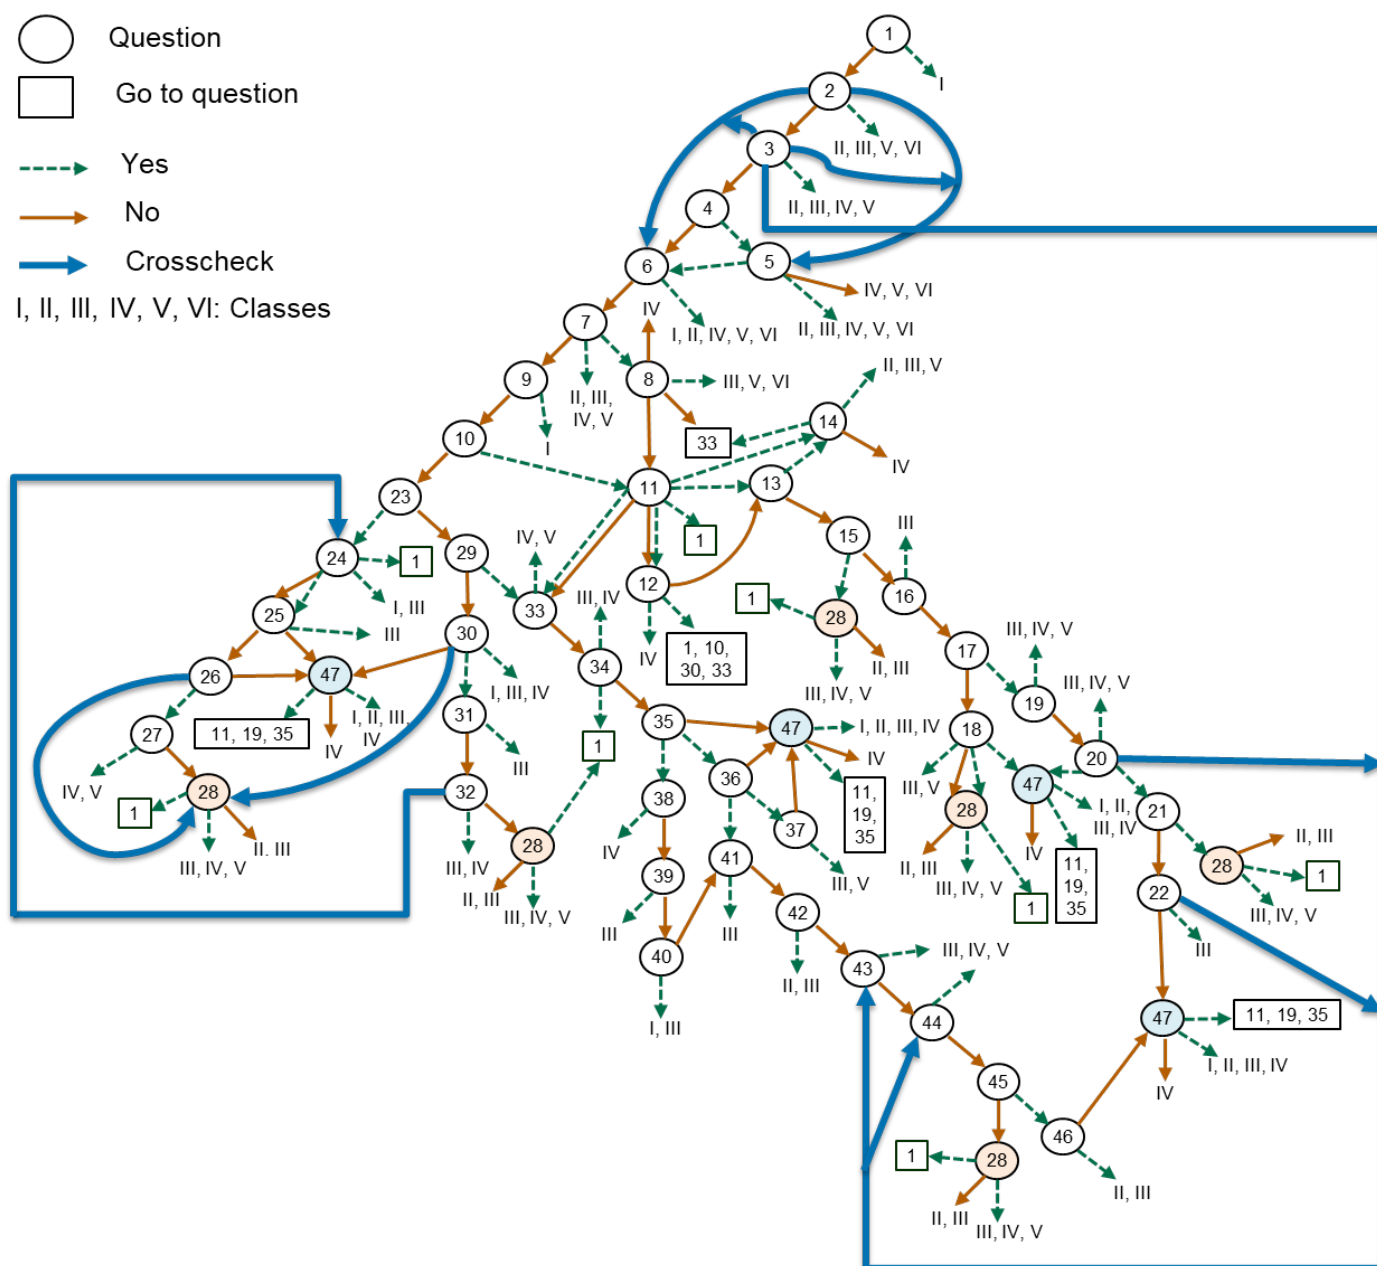 Question
Go to question
Yes
No
Crosscheck
I, II, III, IV, V, VI: Classes
1
I
2
II, III, V, VI
3
II, III, IV, V
4
5
6
IV, V, VI
II, III, IV, V, VI
I, II, IV, V, VI
7
IV
8
III, V, VI
9
II, III,
IV, V
I
II, III, V
14
33
IV
10
11
13
23
1
15
III
24
1
29
IV, V
12
16
I, III
25
III
33
III, IV
1
28
IV
1, 10,
30, 33
II, III
III, IV, V
30
26
47
I, III, IV
34
17
III, IV, V
19
III, IV, V
11, 19, 35
I, II, III,
IV
IV
27
IV, V
31
III
35
47
I, II, III, IV
IV
18
20
1
28
1
II. III
III, IV, V
32
III, IV
28
II, III
III, IV, V
36
38
37
11,
19,
35
IV
III, V
III, V
47
I, II,
III, IV
IV
28
II, III
III, IV, V
1
11,
19,
35
21
28
II, III
1
III, IV, V
22
III
39
41
III
III
42
II, III
40
I, III
43
III, IV, V
44
47
11, 19, 35
I, II, III, IV
IV
45
46
II, III
1
28
II, III
III, IV, V